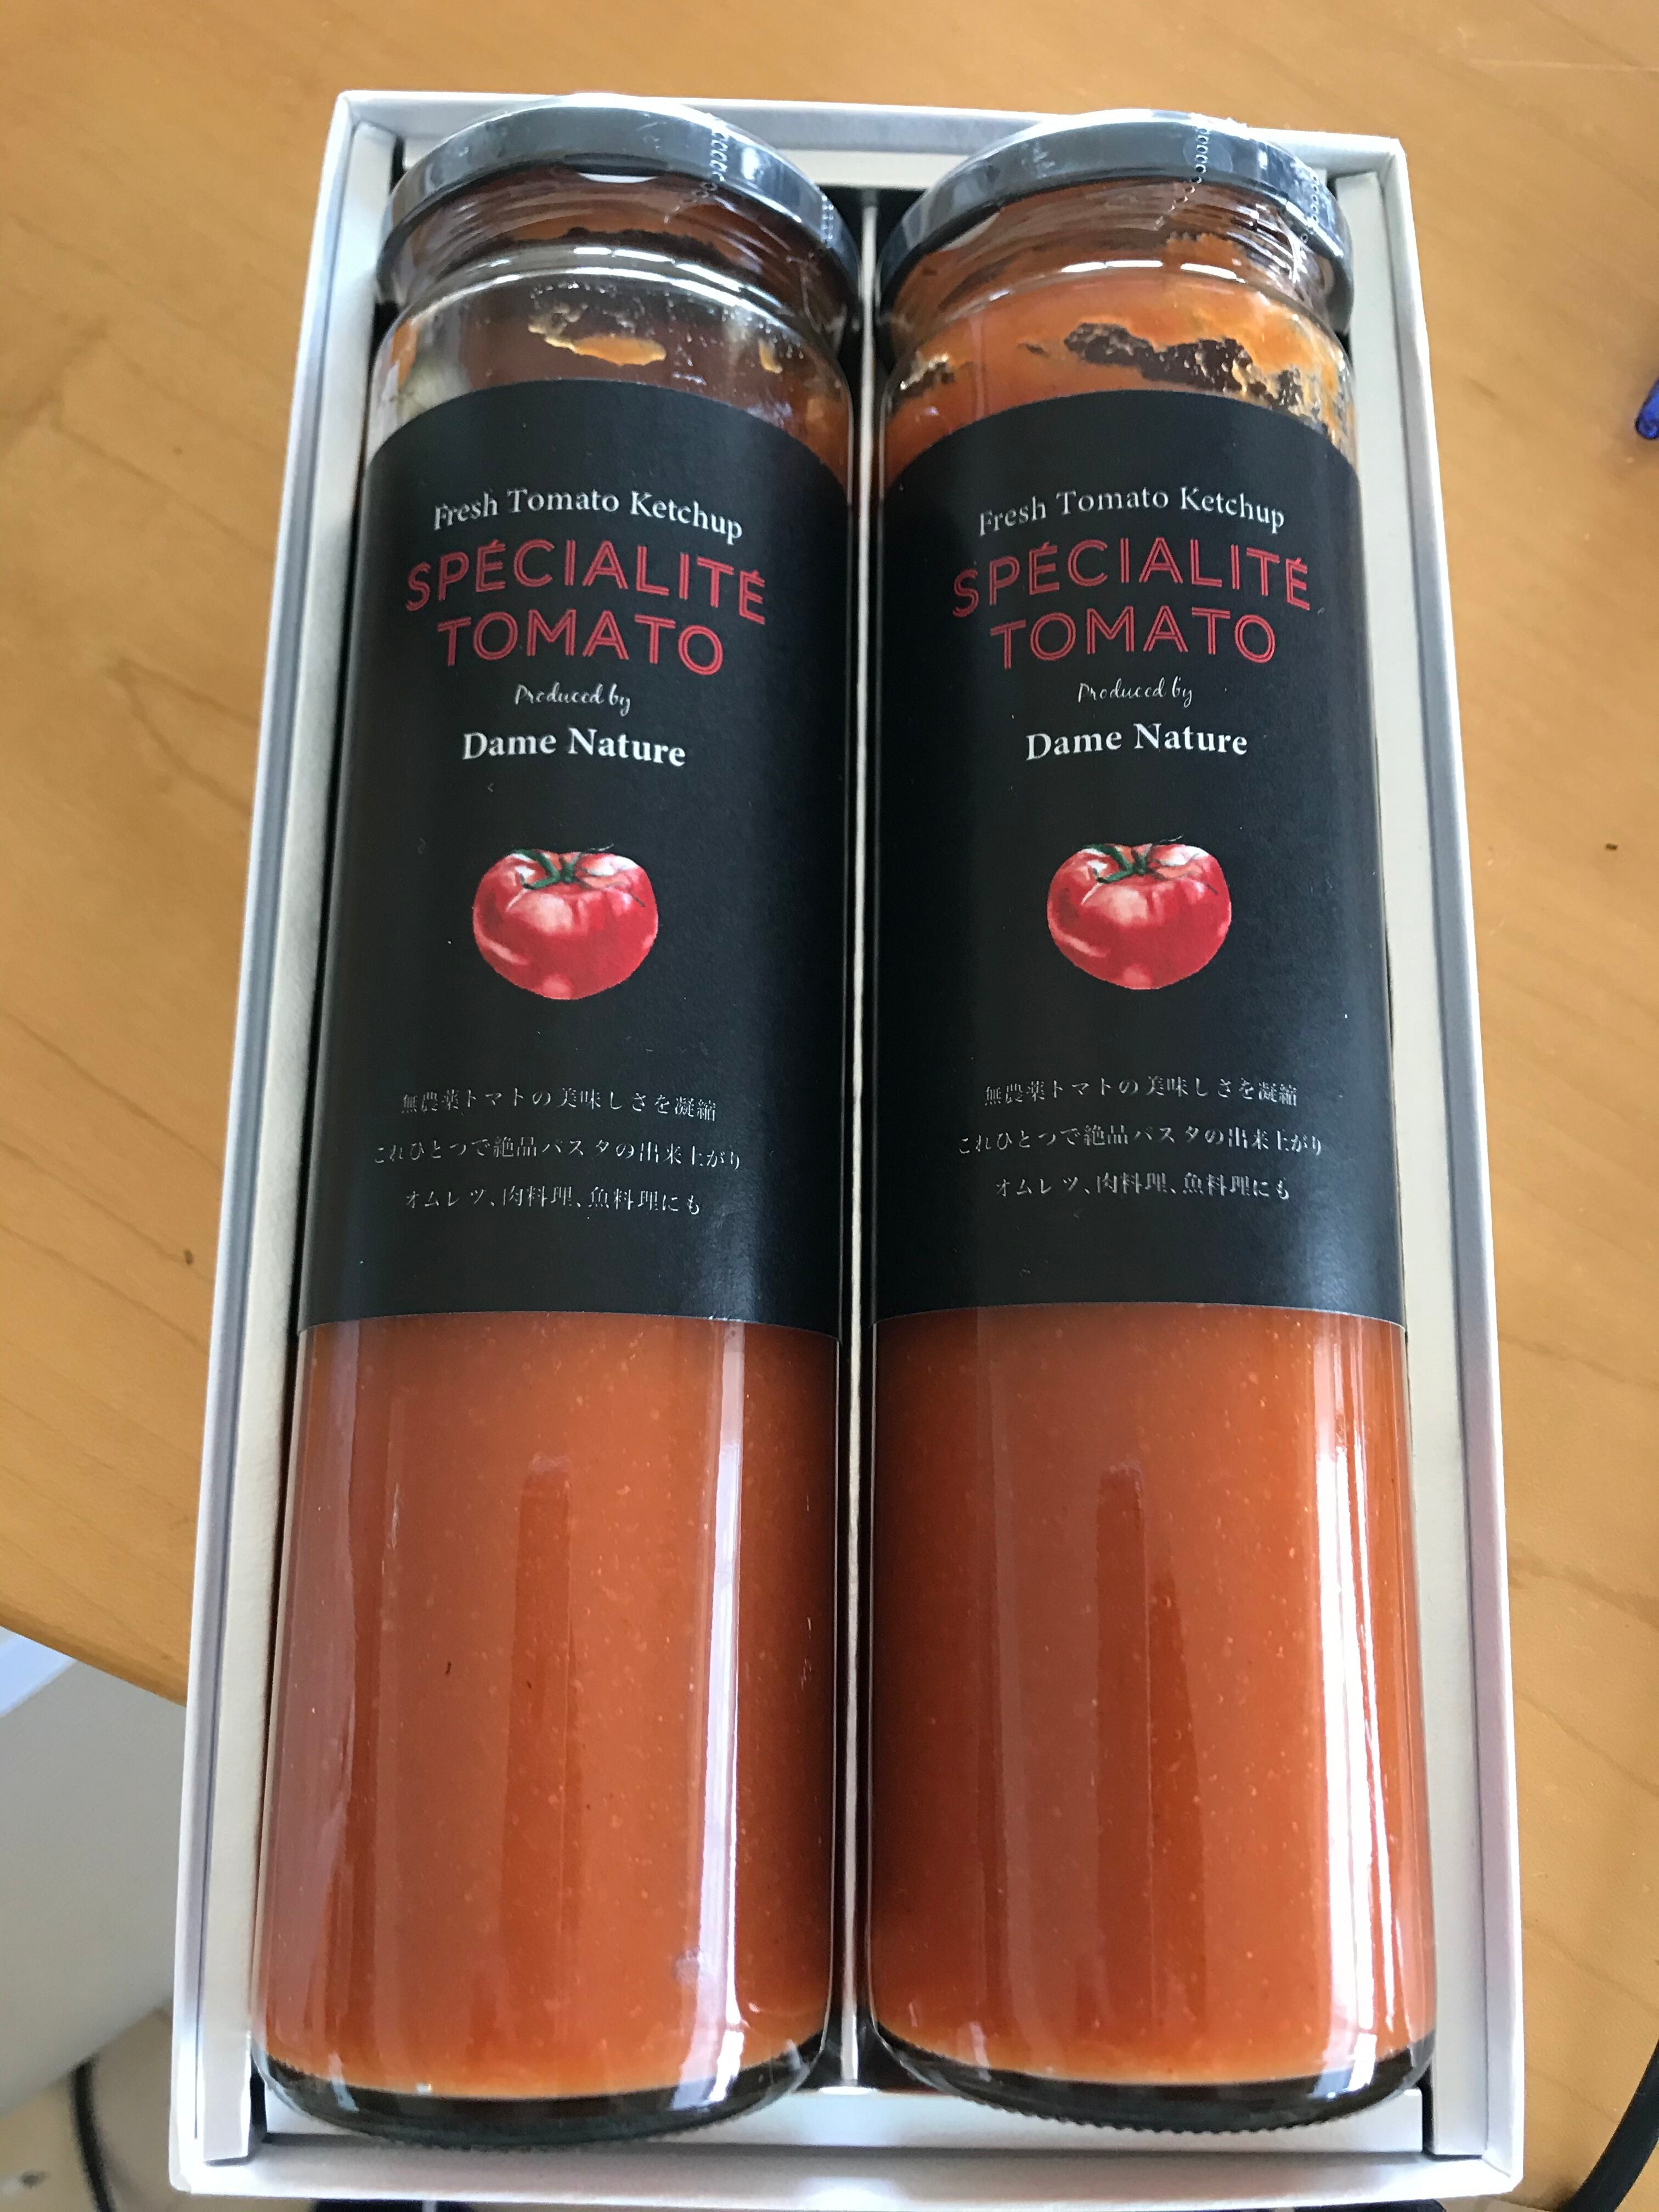 Fresh Tomato Ketchup
SPÉCIALITÉ
TOMATO
Produced by
Dame Nature
無農薬トマトの美味しさを凝縮
これひとつで絶品パスタの出来上がり
オムレツ、肉料理、魚料理にも
Fresh Tomato Ketchup
SPÉCIALITÉ
TOMATO
Produced by
Dame Nature
無農薬トマトの美味しさを凝縮
これひとつで絶品パスタの出来上がり
オムレツ、肉料理、魚料理にも